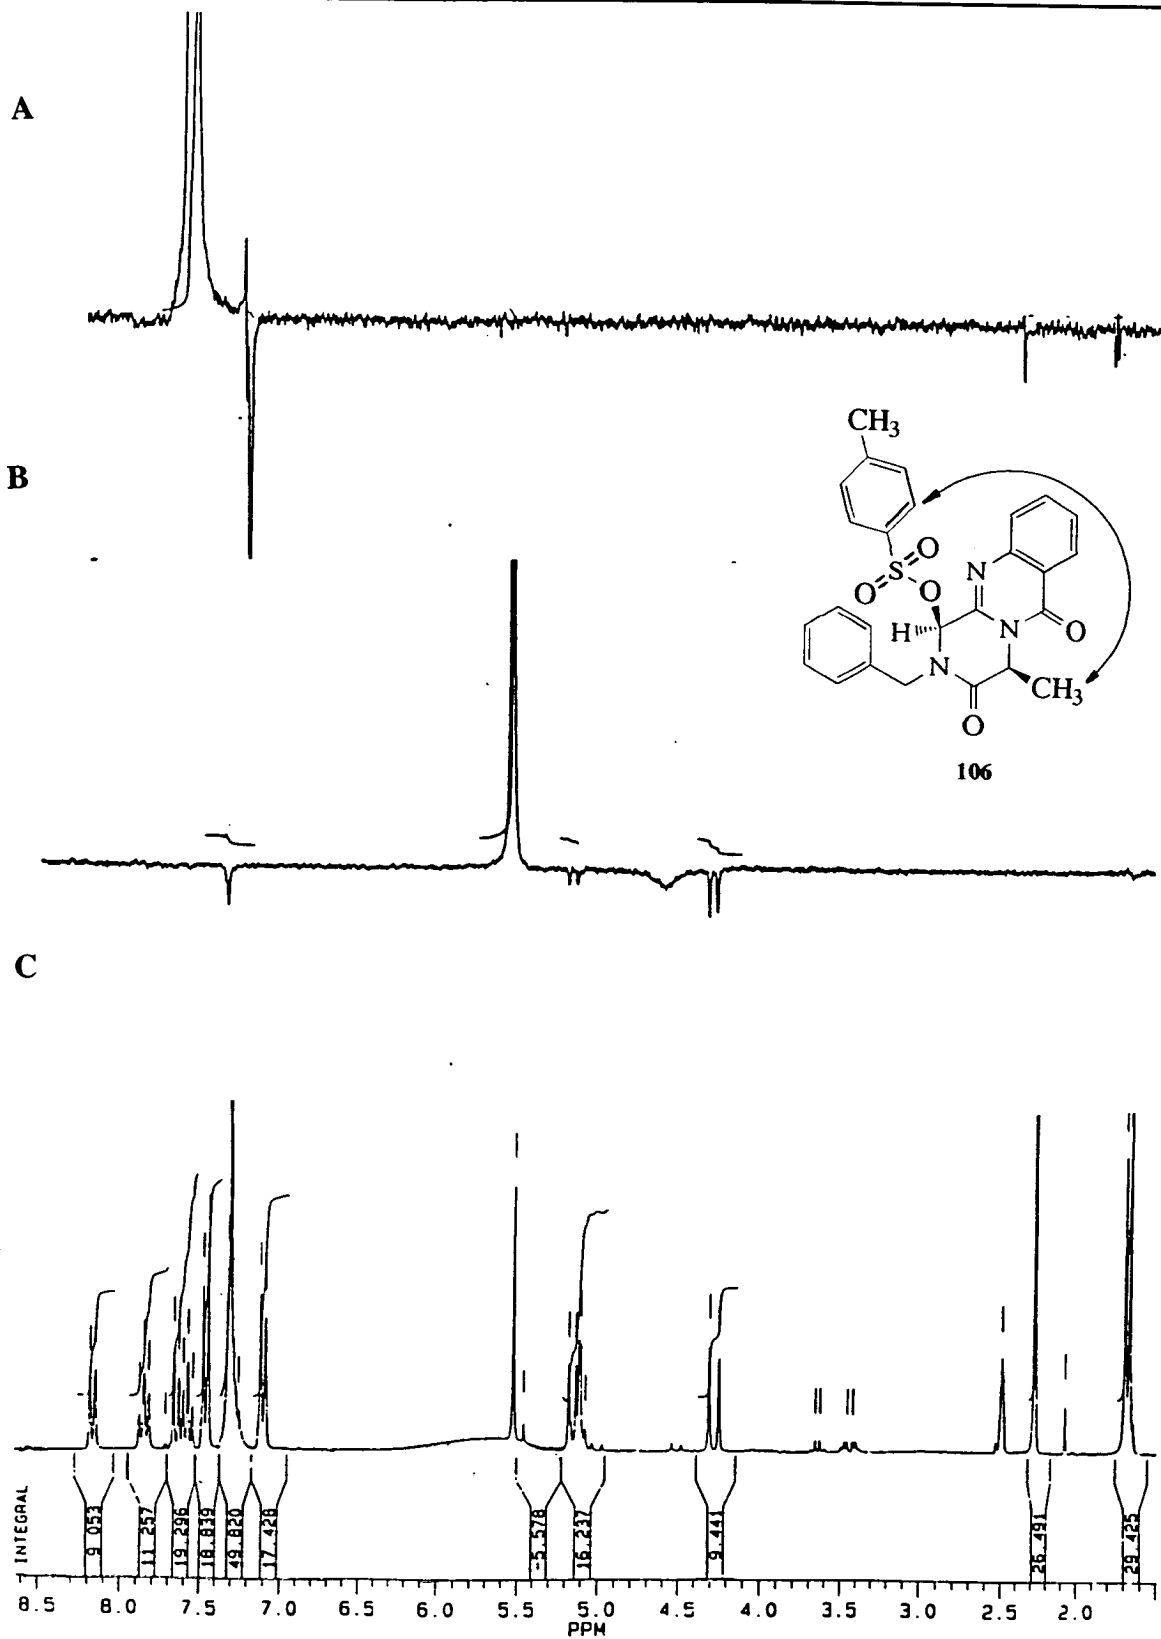 A
B
CH₃
O
S
O
O
N
H
N
O
N
CH₃
O
106
C
INTEGRAL
9.053
11.257
19.296
18.839
49.820
17.428
-5.578
16.237
9.441
26.491
29.425
8.5 8.0 7.5 7.0 6.5 6.0 5.5 5.0 4.5 4.0 3.5 3.0 2.5 2.0
PPM